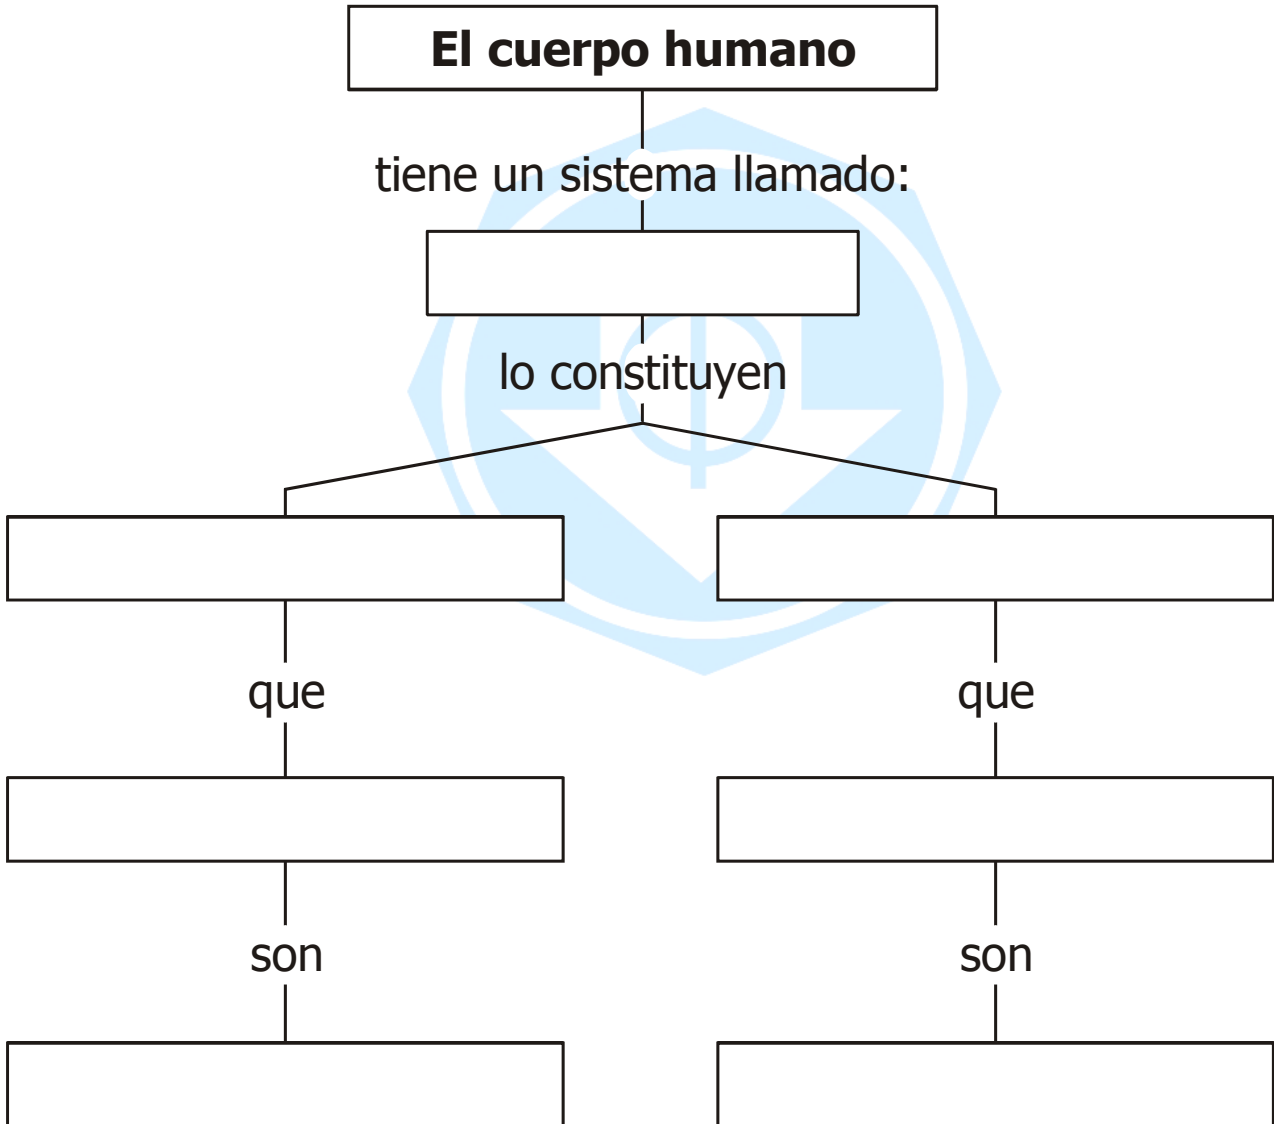 El cuerpo humano
tiene un sistema llamado:
lo constituyen
que
que
son
son